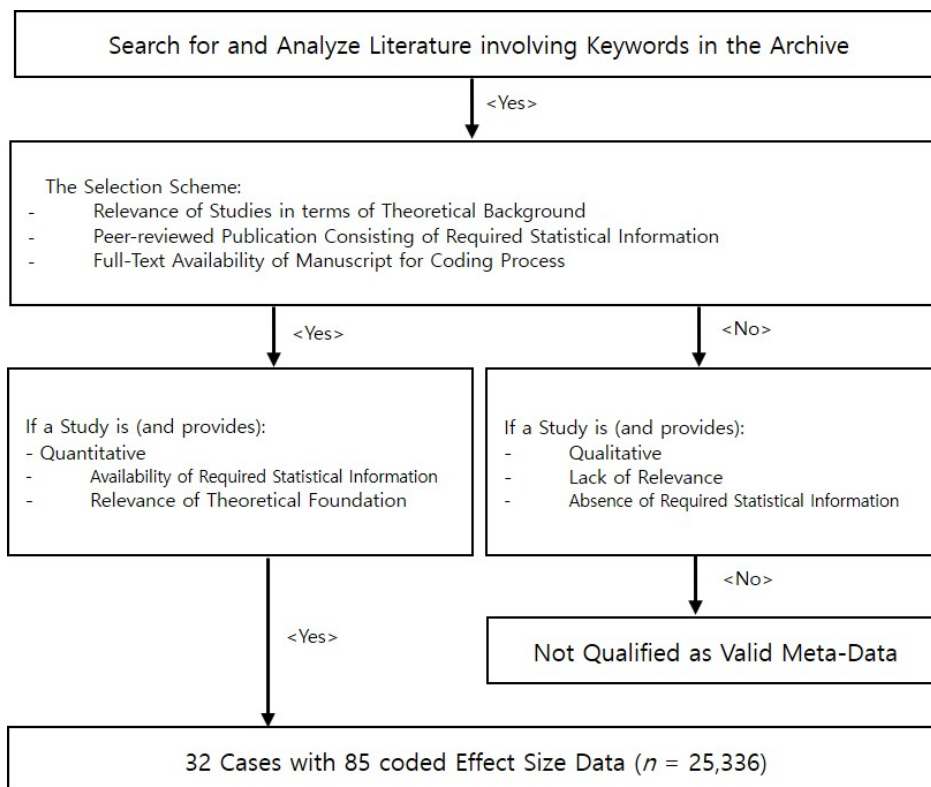 Search for and Analyze Literature involving Keywords in the Archive
<Yes>
The Selection Scheme:
- Relevance of Studies in terms of Theoretical Background
- Peer-reviewed Publication Consisting of Required Statistical Information
- Full-Text Availability of Manuscript for Coding Process
<Yes>
<No>
If a Study is (and provides):
- Quantitative
- Availability of Required Statistical Information
- Relevance of Theoretical Foundation
If a Study is (and provides):
- Qualitative
- Lack of Relevance
- Absence of Required Statistical Information
<No>
<Yes>
Not Qualified as Valid Meta-Data
32 Cases with 85 coded Effect Size Data (n = 25,336)